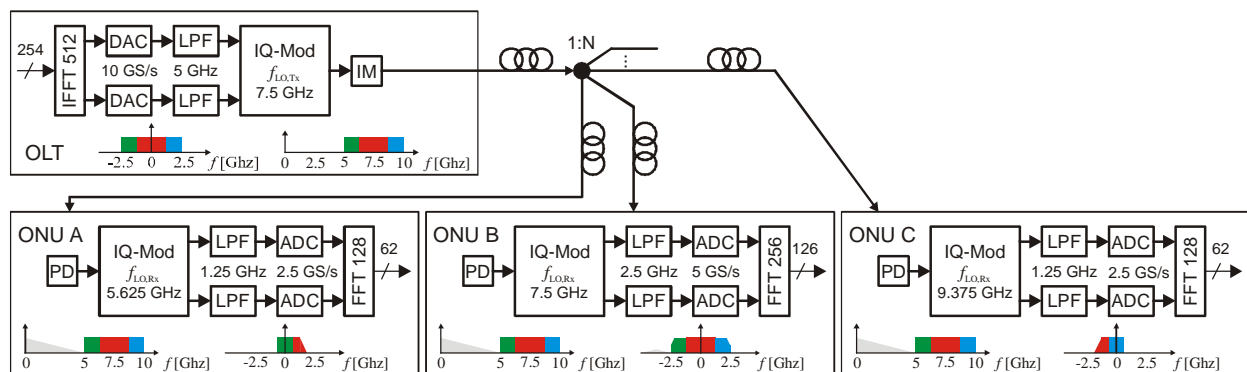 254
IFFT 512
DAC
LPF
10 GS/s
5 GHz
DAC
LPF
IQ-Mod
fLO,Tx
7.5 GHz
IM
1:N
OLT
-2.5 0 2.5 f [Ghz]
0 2.5 5 7.5 10 f [Ghz]
ONU A
PD
IQ-Mod
fLO,Rx
5.625 GHz
LPF
ADC
1.25 GHz
2.5 GS/s
LPF
ADC
FFT 128
62
0 5 7.5 10 f [Ghz]
-2.5 0 2.5 f [Ghz]
ONU B
PD
IQ-Mod
fLO,Rx
7.5 GHz
LPF
ADC
2.5 GHz
5 GS/s
LPF
ADC
FFT 256
126
0 5 7.5 10 f [Ghz]
-2.5 0 2.5 f [Ghz]
ONU C
PD
IQ-Mod
fLO,Rx
9.375 GHz
LPF
ADC
1.25 GHz
2.5 GS/s
LPF
ADC
FFT 128
62
0 5 7.5 10 f [Ghz]
-2.5 0 2.5 f [Ghz]